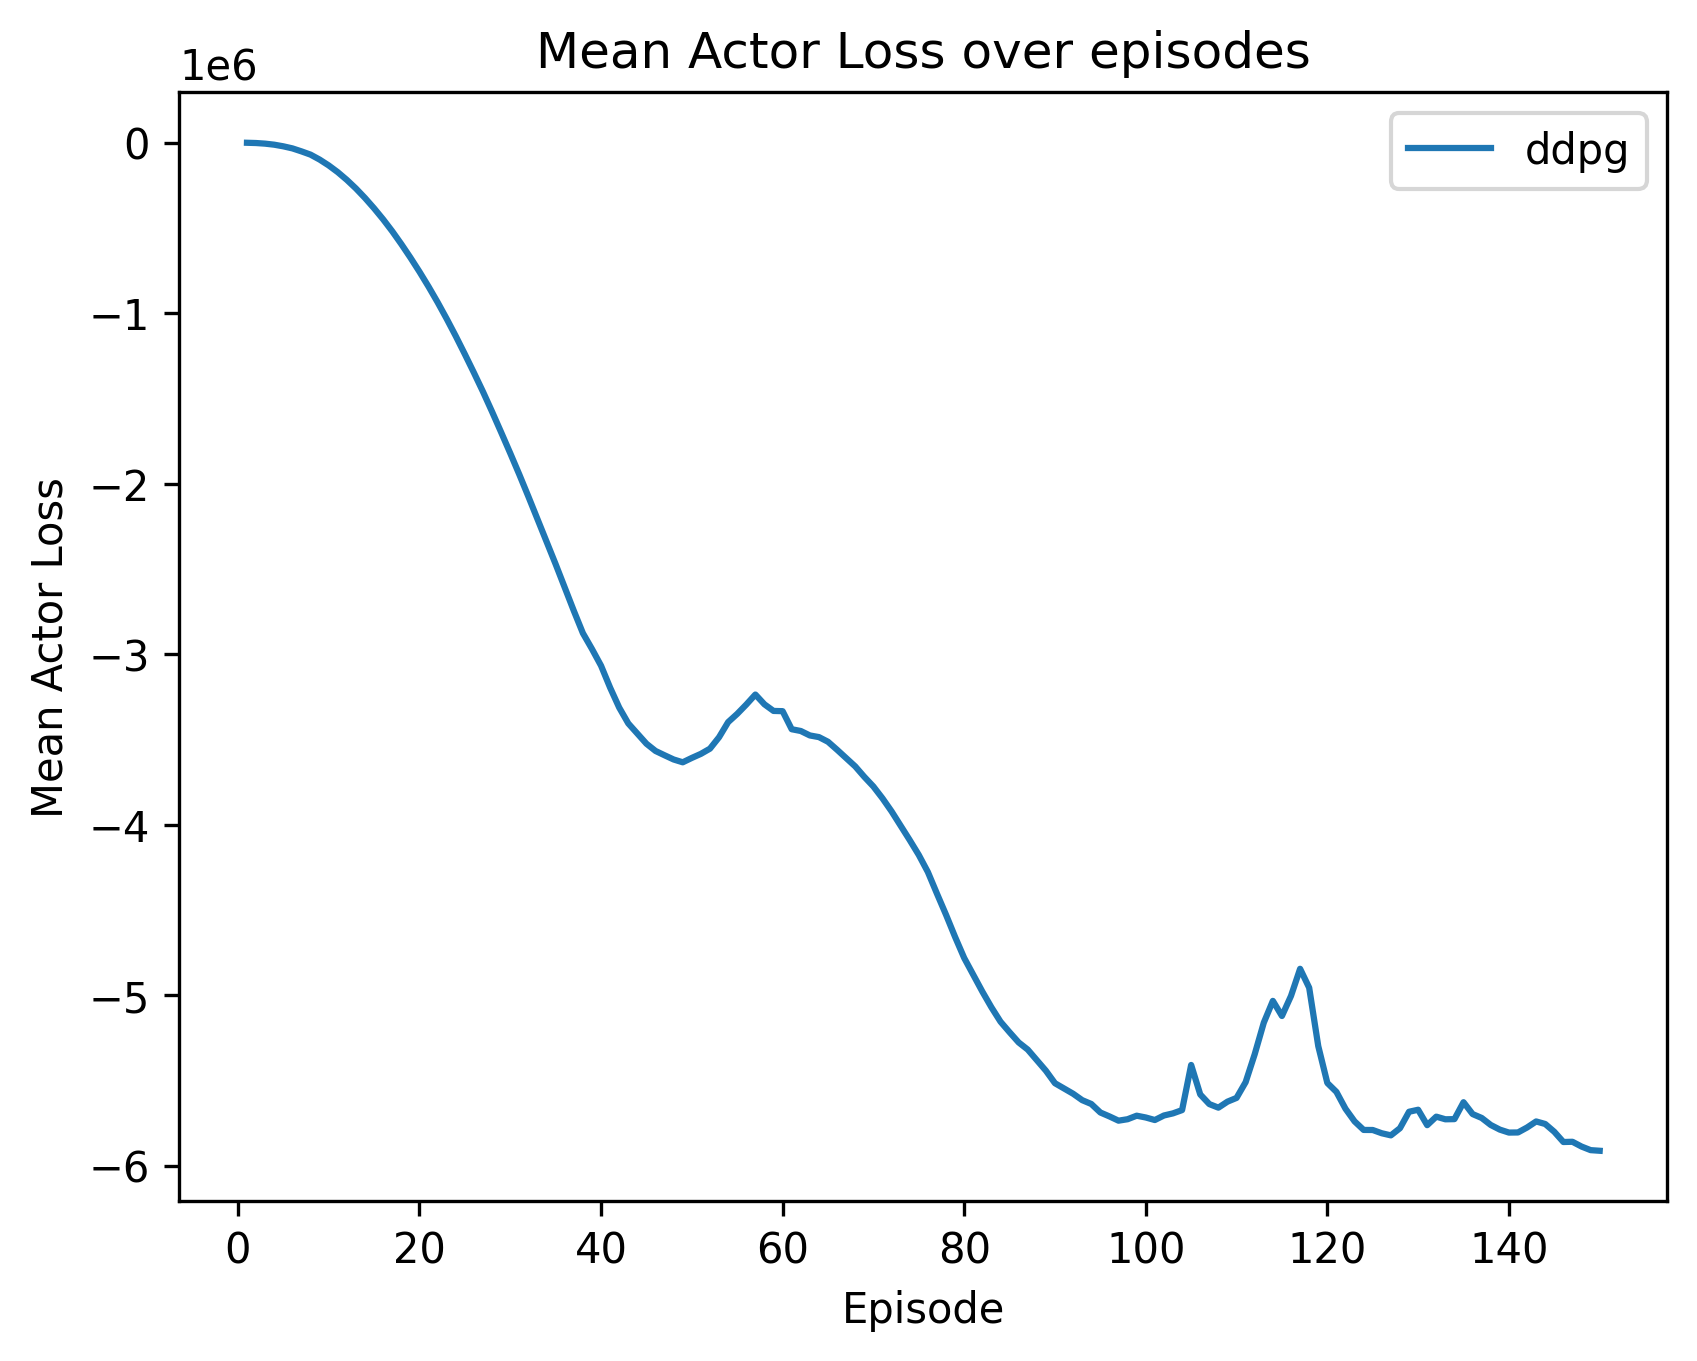 Mean Actor Loss over episodes
1e6
ddpg
0
−1
−2
−3
−4
−5
−6
Mean Actor Loss
0 20 40 60 80 100 120 140
Episode